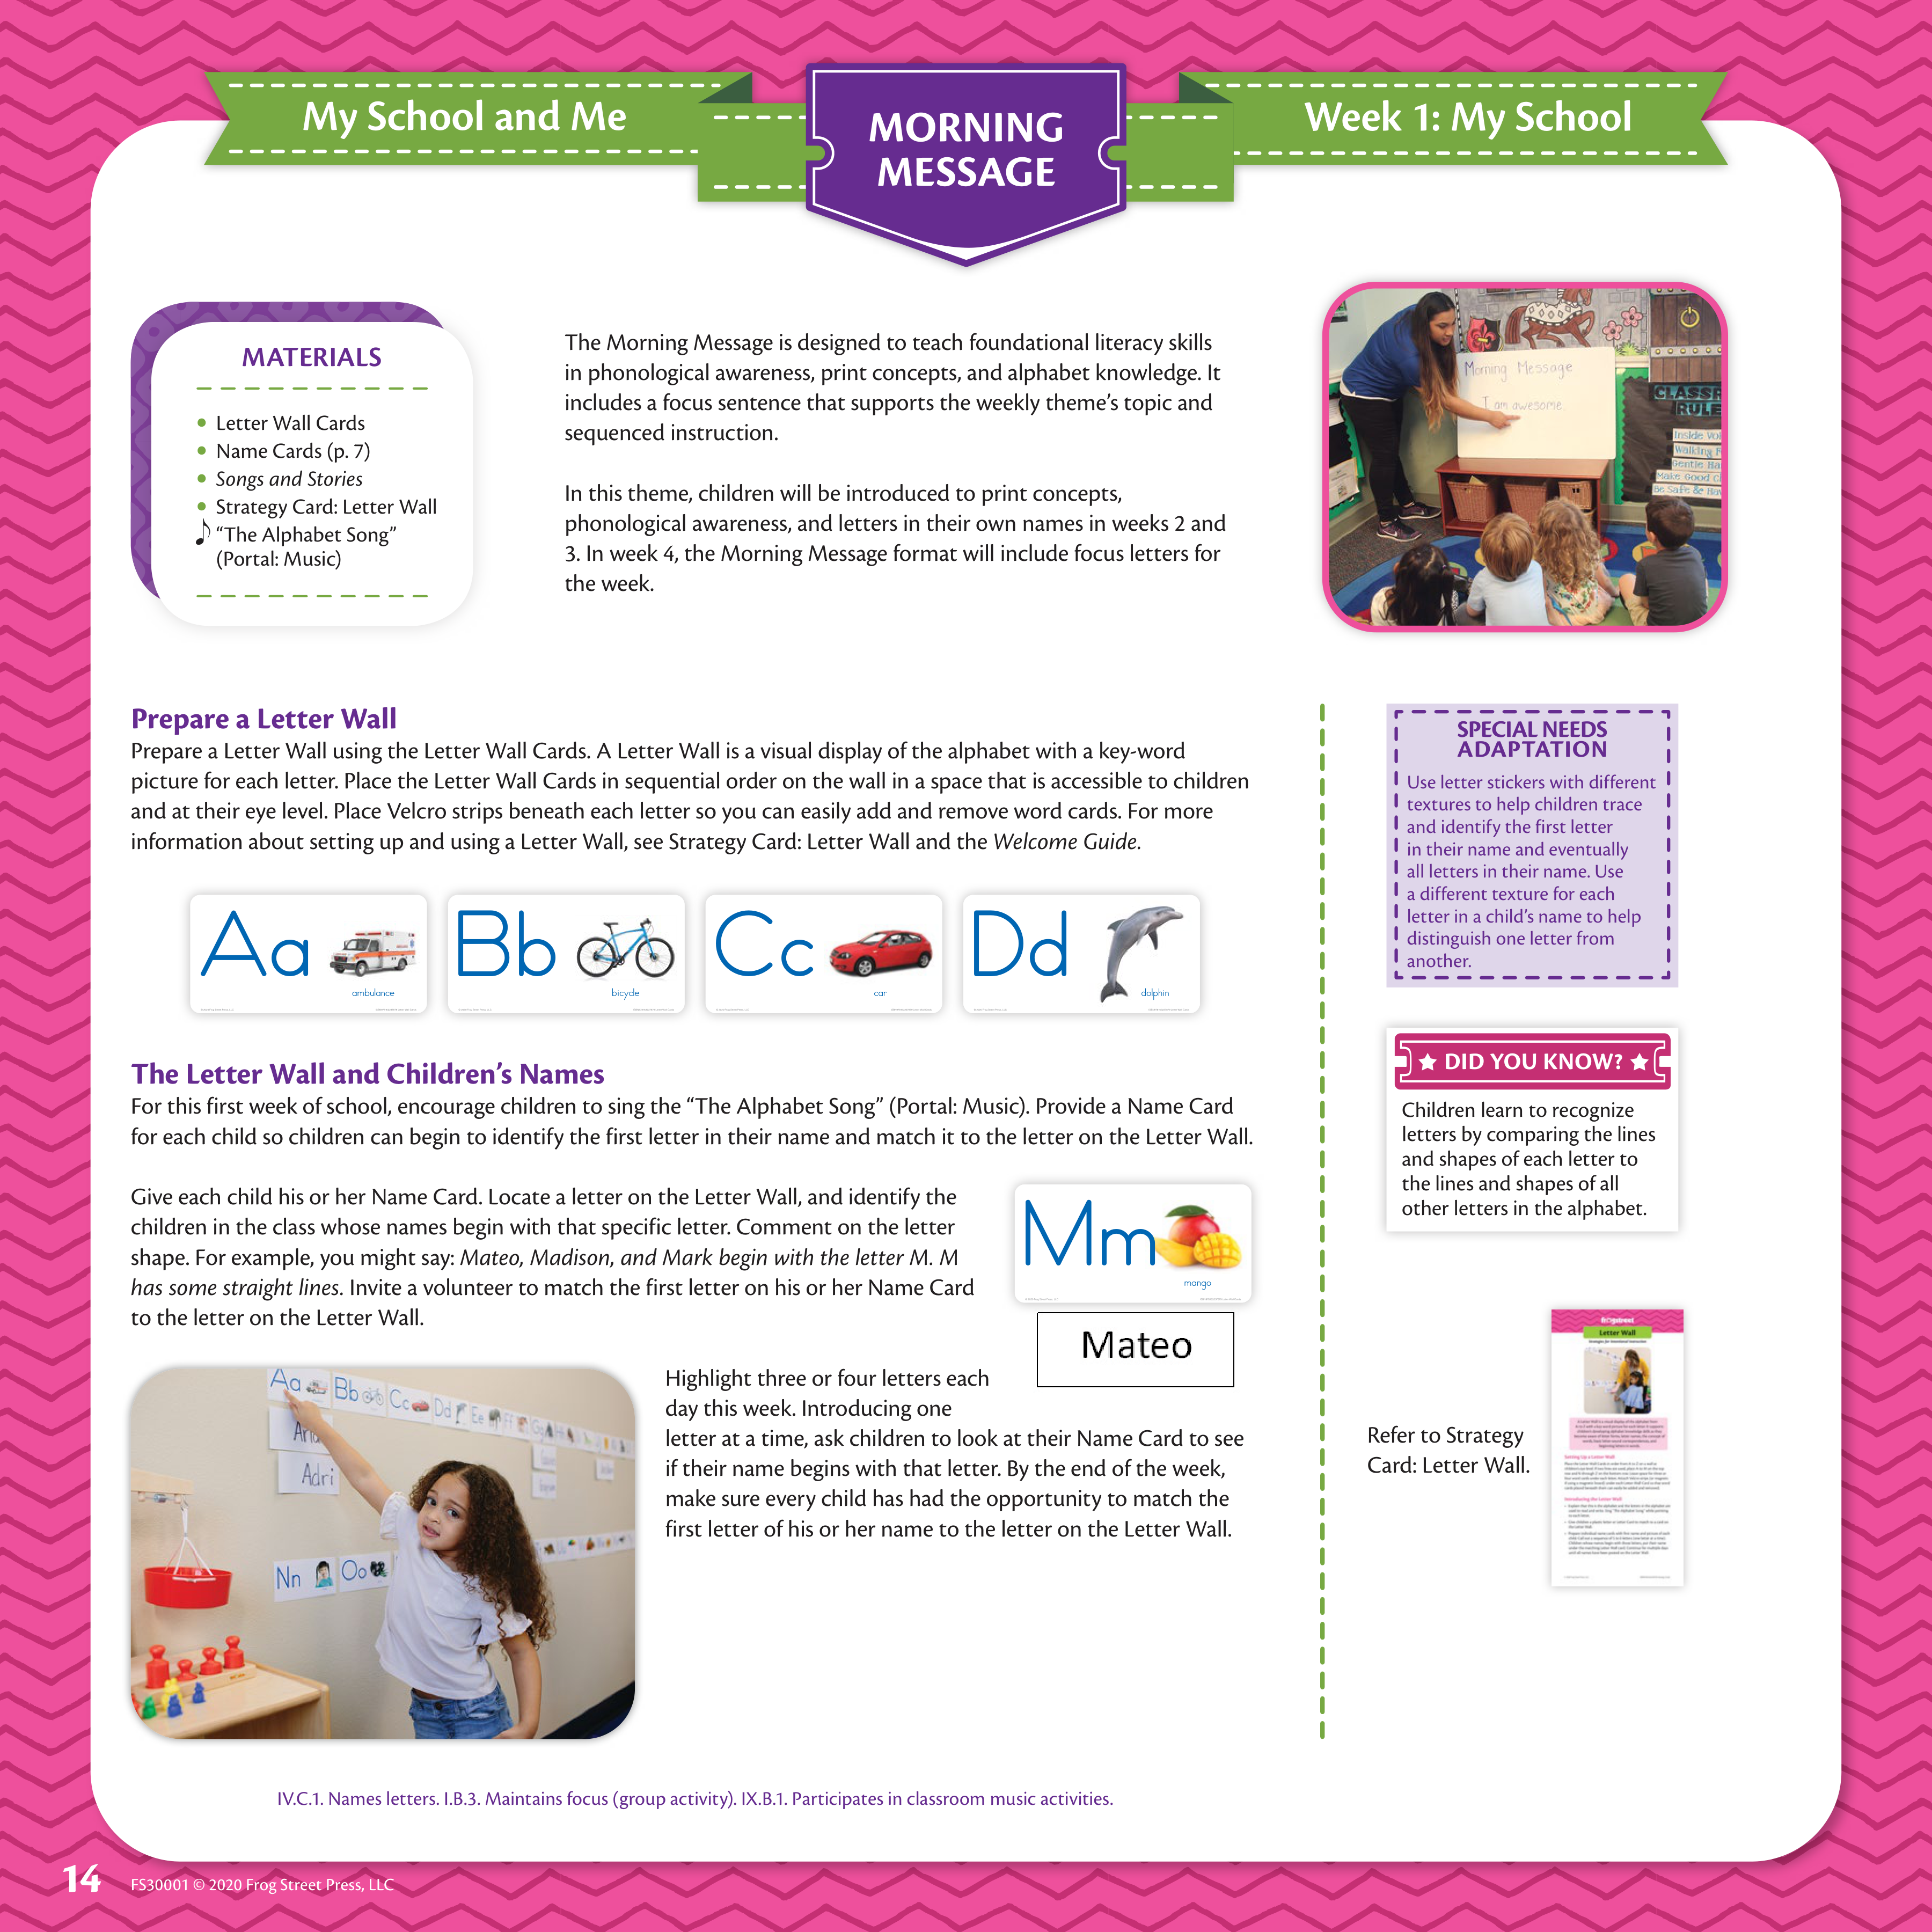 My School and Me
MORNING
MESSAGE
Week 1: My School
MATERIALS
• Letter Wall Cards
• Name Cards (p. 7)
• Songs and Stories
• Strategy Card: Letter Wall
♪ “The Alphabet Song”
(Portal: Music)
The Morning Message is designed to teach foundational literacy skills
in phonological awareness, print concepts, and alphabet knowledge. It
includes a focus sentence that supports the weekly theme’s topic and
sequenced instruction.
In this theme, children will be introduced to print concepts,
phonological awareness, and letters in their own names in weeks 2 and
3. In week 4, the Morning Message format will include focus letters for
the week.
Morning Message
I am awesome
CLASSR
RULE
Inside Voi
Walking F
Gentle Ha
Make Good C
Be Safe & Hav
Prepare a Letter Wall
Prepare a Letter Wall using the Letter Wall Cards. A Letter Wall is a visual display of the alphabet with a key-word
picture for each letter. Place the Letter Wall Cards in sequential order on the wall in a space that is accessible to children
and at their eye level. Place Velcro strips beneath each letter so you can easily add and remove word cards. For more
information about setting up and using a Letter Wall, see Strategy Card: Letter Wall and the Welcome Guide.
Aa
ambulance
Bb
bicycle
Cc
car
Dd
dolphin
The Letter Wall and Children’s Names
For this first week of school, encourage children to sing the “The Alphabet Song” (Portal: Music). Provide a Name Card
for each child so children can begin to identify the first letter in their name and match it to the letter on the Letter Wall.
Give each child his or her Name Card. Locate a letter on the Letter Wall, and identify the
children in the class whose names begin with that specific letter. Comment on the letter
shape. For example, you might say: Mateo, Madison, and Mark begin with the letter M. M
has some straight lines. Invite a volunteer to match the first letter on his or her Name Card
to the letter on the Letter Wall.
Mm
mango
Mateo
Aa Bb Cc Dd Ee Ff
Adri
Nn Oo
Highlight three or four letters each
day this week. Introducing one
letter at a time, ask children to look at their Name Card to see
if their name begins with that letter. By the end of the week,
make sure every child has had the opportunity to match the
first letter of his or her name to the letter on the Letter Wall.
SPECIAL NEEDS
ADAPTATION
Use letter stickers with different
textures to help children trace
and identify the first letter
in their name and eventually
all letters in their name. Use
a different texture for each
letter in a child’s name to help
distinguish one letter from
another.
★ DID YOU KNOW? ★
Children learn to recognize
letters by comparing the lines
and shapes of each letter to
the lines and shapes of all
other letters in the alphabet.
Refer to Strategy
Card: Letter Wall.
frogstreet
Letter Wall
Strategies for Intentional Instruction
Setting Up a Letter Wall
Introducing the Letter Wall
IV.C.1. Names letters. I.B.3. Maintains focus (group activity). IX.B.1. Participates in classroom music activities.
14
FS30001 © 2020 Frog Street Press, LLC